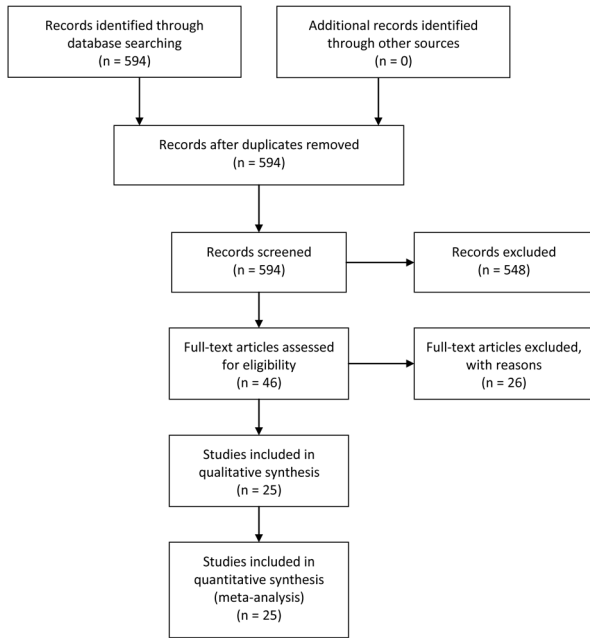 Records identified through
database searching
(n = 594)
Additional records identified
through other sources
(n = 0)
Records after duplicates removed
(n = 594)
Records screened
(n = 594)
Records excluded
(n = 548)
Full-text articles assessed
for eligibility
(n = 46)
Full-text articles excluded,
with reasons
(n = 26)
Studies included in
qualitative synthesis
(n = 25)
Studies included in
quantitative synthesis
(meta-analysis)
(n = 25)